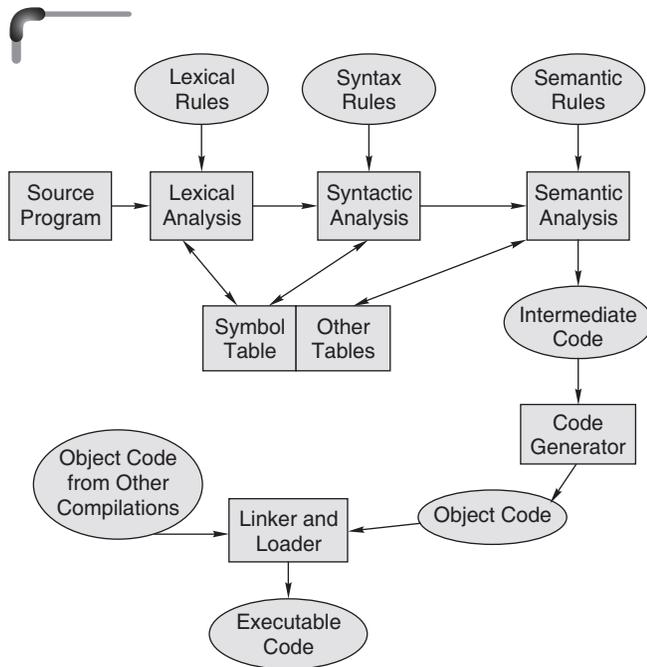 Lexical
Rules
Syntax
Rules
Semantic
Rules
Source
Program
Lexical
Analysis
Syntactic
Analysis
Semantic
Analysis
Symbol
Table
Other
Tables
Intermediate
Code
Code
Generator
Object Code
from Other
Compilations
Linker and
Loader
Object Code
Executable
Code